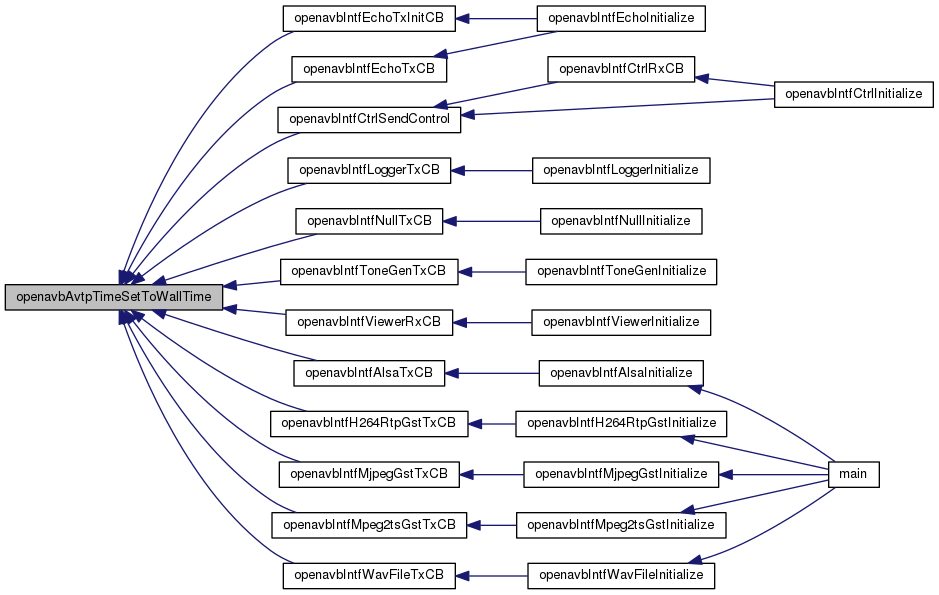 openavbIntfEchoTxInitCB
openavbIntfEchoInitialize
openavbIntfEchoTxCB
openavbIntfCtrlRxCB
openavbIntfCtrlInitialize
openavbIntfCtrlSendControl
openavbIntfLoggerTxCB
openavbIntfLoggerInitialize
openavbIntfNullTxCB
openavbIntfNullInitialize
openavbIntfToneGenTxCB
openavbIntfToneGenInitialize
openavbAvtpTimeSetToWallTime
openavbIntfViewerRxCB
openavbIntfViewerInitialize
openavbIntfAlsaTxCB
openavbIntfAlsaInitialize
openavbIntfH264RtpGstTxCB
openavbIntfH264RtpGstInitialize
openavbIntfMjpegGstTxCB
openavbIntfMjpegGstInitialize
main
openavbIntfMpeg2tsGstTxCB
openavbIntfMpeg2tsGstInitialize
openavbIntfWavFileTxCB
openavbIntfWavFileInitialize